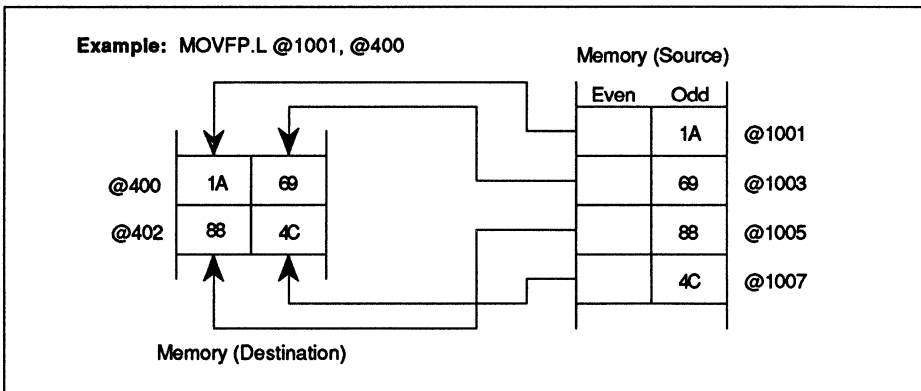 Example: MOVFP.L @1001, @400
Memory (Source)
Even Odd
1A @1001
@400 1A 69 69 @1003
@402 88 4C 88 @1005
4C @1007
Memory (Destination)